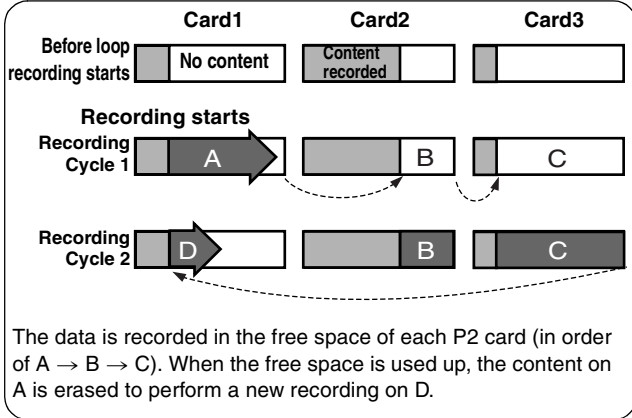 Card1 Card2 Card3
Before loop
recording starts
No content
Content
recorded
Recording starts
Recording
Cycle 1
A B C
Recording
Cycle 2
D B C
The data is recorded in the free space of each P2 card (in order
of A → B → C). When the free space is used up, the content on
A is erased to perform a new recording on D.